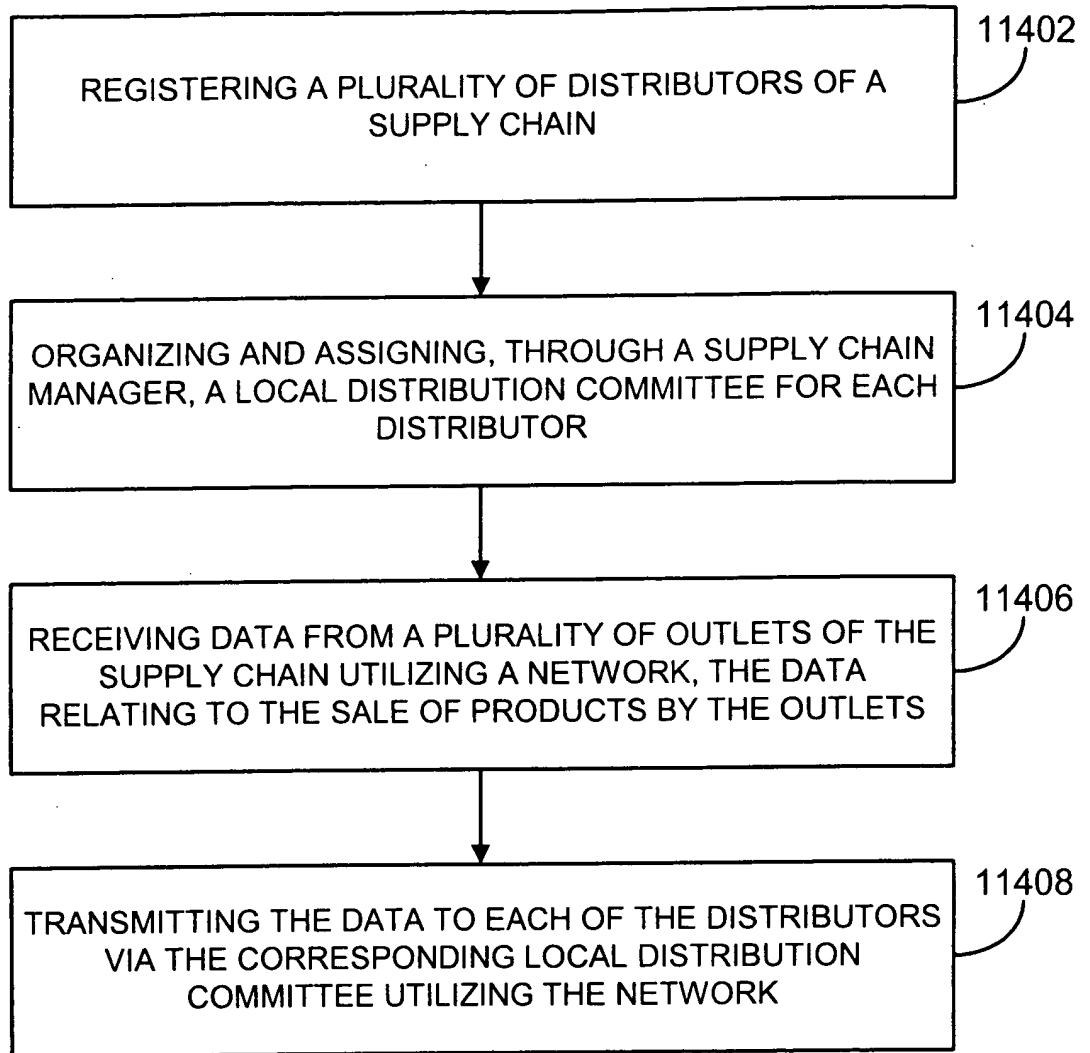 11402
REGISTERING A PLURALITY OF DISTRIBUTORS OF A
SUPPLY CHAIN
11404
ORGANIZING AND ASSIGNING, THROUGH A SUPPLY CHAIN
MANAGER, A LOCAL DISTRIBUTION COMMITTEE FOR EACH
DISTRIBUTOR
11406
RECEIVING DATA FROM A PLURALITY OF OUTLETS OF THE
SUPPLY CHAIN UTILIZING A NETWORK, THE DATA
RELATING TO THE SALE OF PRODUCTS BY THE OUTLETS
11408
TRANSMITTING THE DATA TO EACH OF THE DISTRIBUTORS
VIA THE CORRESPONDING LOCAL DISTRIBUTION
COMMITTEE UTILIZING THE NETWORK